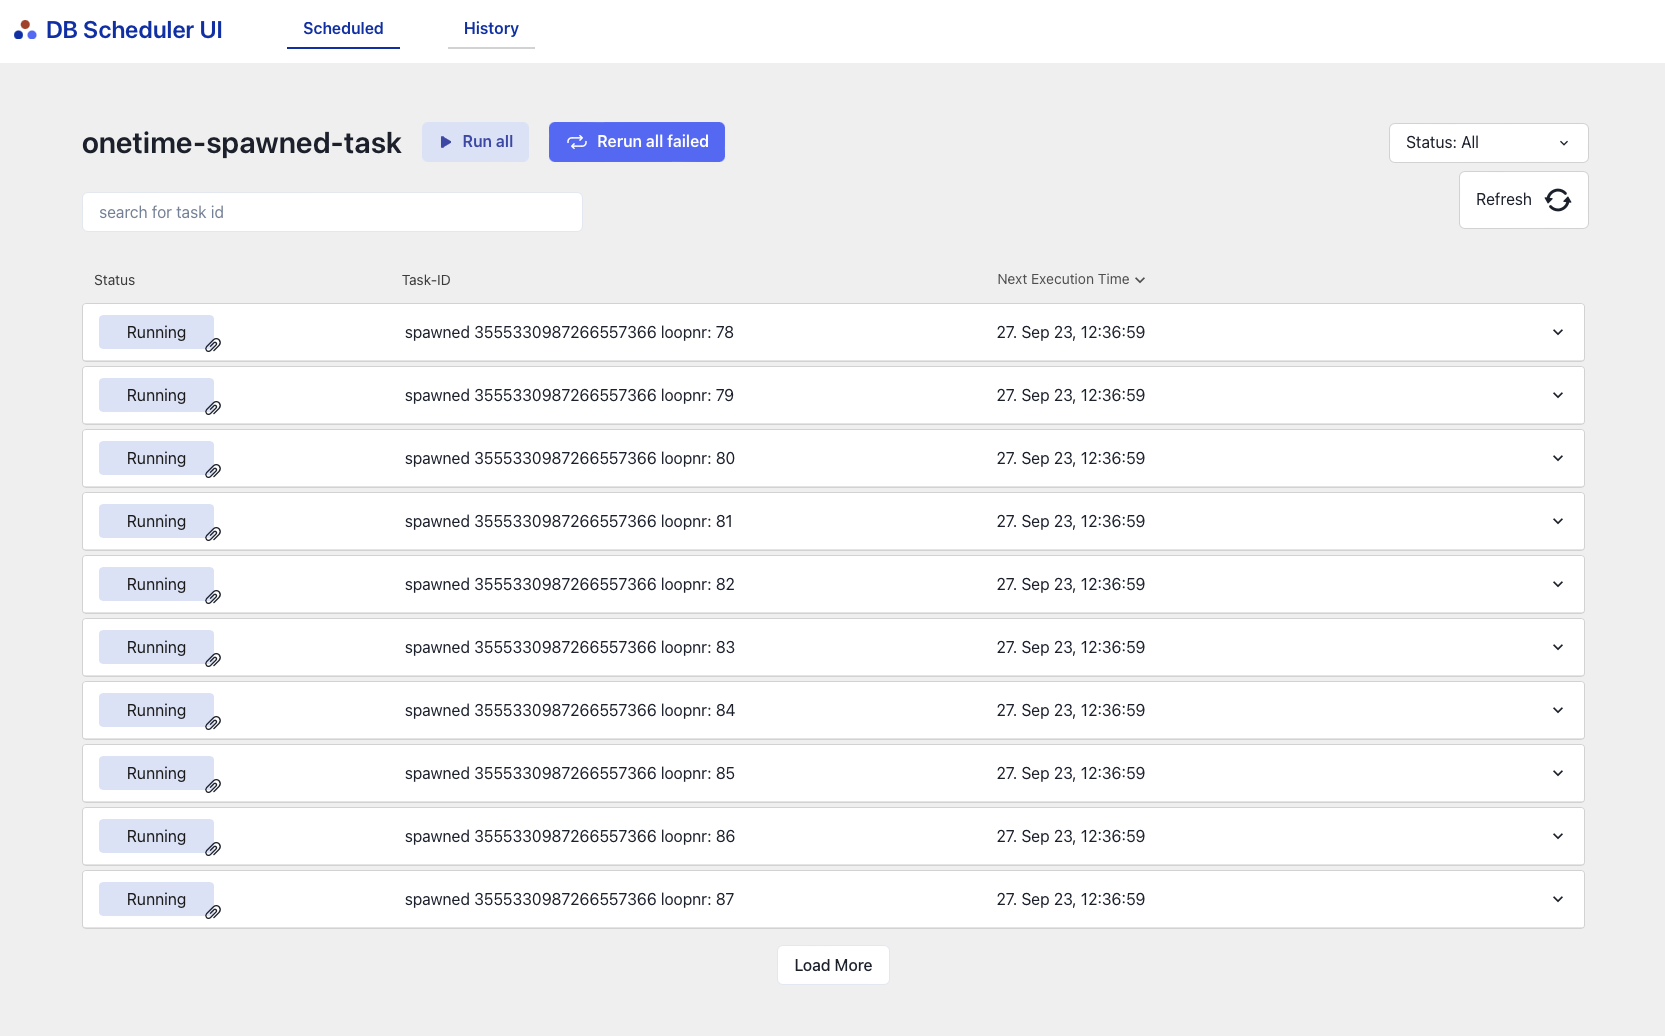 DB Scheduler UI
Scheduled
History
onetime-spawned-task
Run all
Rerun all failed
Status: All
search for task id
Refresh
Status
Task-ID
Next Execution Time
Running spawned 3555330987266557366 loopnr: 78 27. Sep 23, 12:36:59
Running spawned 3555330987266557366 loopnr: 79 27. Sep 23, 12:36:59
Running spawned 3555330987266557366 loopnr: 80 27. Sep 23, 12:36:59
Running spawned 3555330987266557366 loopnr: 81 27. Sep 23, 12:36:59
Running spawned 3555330987266557366 loopnr: 82 27. Sep 23, 12:36:59
Running spawned 3555330987266557366 loopnr: 83 27. Sep 23, 12:36:59
Running spawned 3555330987266557366 loopnr: 84 27. Sep 23, 12:36:59
Running spawned 3555330987266557366 loopnr: 85 27. Sep 23, 12:36:59
Running spawned 3555330987266557366 loopnr: 86 27. Sep 23, 12:36:59
Running spawned 3555330987266557366 loopnr: 87 27. Sep 23, 12:36:59
Load More